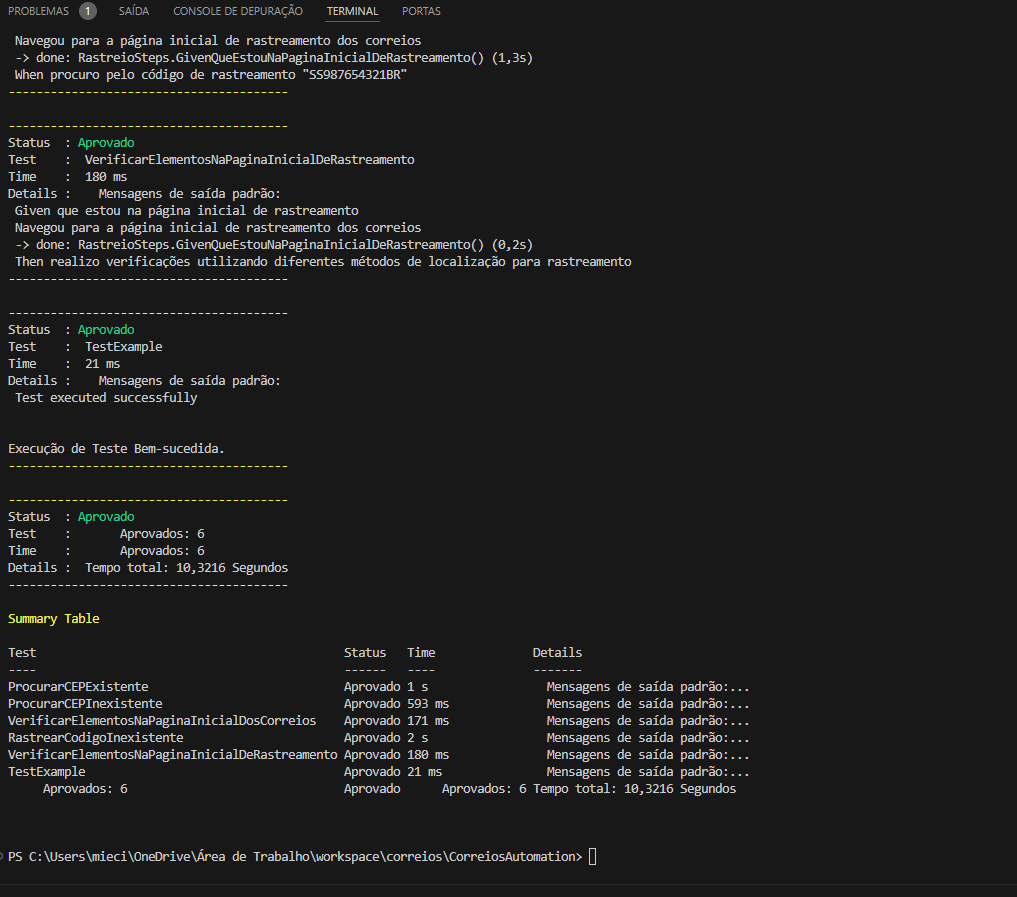 PROBLEMAS 1 SAÍDA CONSOLE DE DEPURAÇÃO TERMINAL PORTAS
Navegou para a página inicial de rastreamento dos correios
-> done: RastreioSteps.GivenQueEstouNaPaginaInicialDeRastreamento() (1,3s)
When procuro pelo código de rastreamento "SS987654321BR"
----------------------------------------
----------------------------------------
Status  : Aprovado
Test    :  VerificarElementosNaPaginaInicialDeRastreamento
Time    :  180 ms
Details :    Mensagens de saída padrão:
Given que estou na página inicial de rastreamento
Navegou para a página inicial de rastreamento dos correios
-> done: RastreioSteps.GivenQueEstouNaPaginaInicialDeRastreamento() (0,2s)
Then realizo verificações utilizando diferentes métodos de localização para rastreamento
----------------------------------------
----------------------------------------
Status  : Aprovado
Test    :  TestExample
Time    :  21 ms
Details :    Mensagens de saída padrão:
Test executed successfully
Execução de Teste Bem-sucedida.
----------------------------------------
----------------------------------------
Status  : Aprovado
Test    :       Aprovados: 6
Time    :       Aprovados: 6
Details :  Tempo total: 10,3216 Segundos
----------------------------------------
Summary Table
Test Status Time Details
---- ------ ---- -------
ProcurarCEPExistente Aprovado 1 s Mensagens de saída padrão:...
ProcurarCEPInexistente Aprovado 593 ms Mensagens de saída padrão:...
VerificarElementosNaPaginaInicialDosCorreios Aprovado 171 ms Mensagens de saída padrão:...
RastrearCodigoInexistente Aprovado 2 s Mensagens de saída padrão:...
VerificarElementosNaPaginaInicialDeRastreamento Aprovado 180 ms Mensagens de saída padrão:...
TestExample Aprovado 21 ms Mensagens de saída padrão:...
Aprovados: 6 Aprovado Aprovados: 6 Tempo total: 10,3216 Segundos
PS C:\Users\mieci\OneDrive\Área de Trabalho\workspace\correios\CorreiosAutomation>